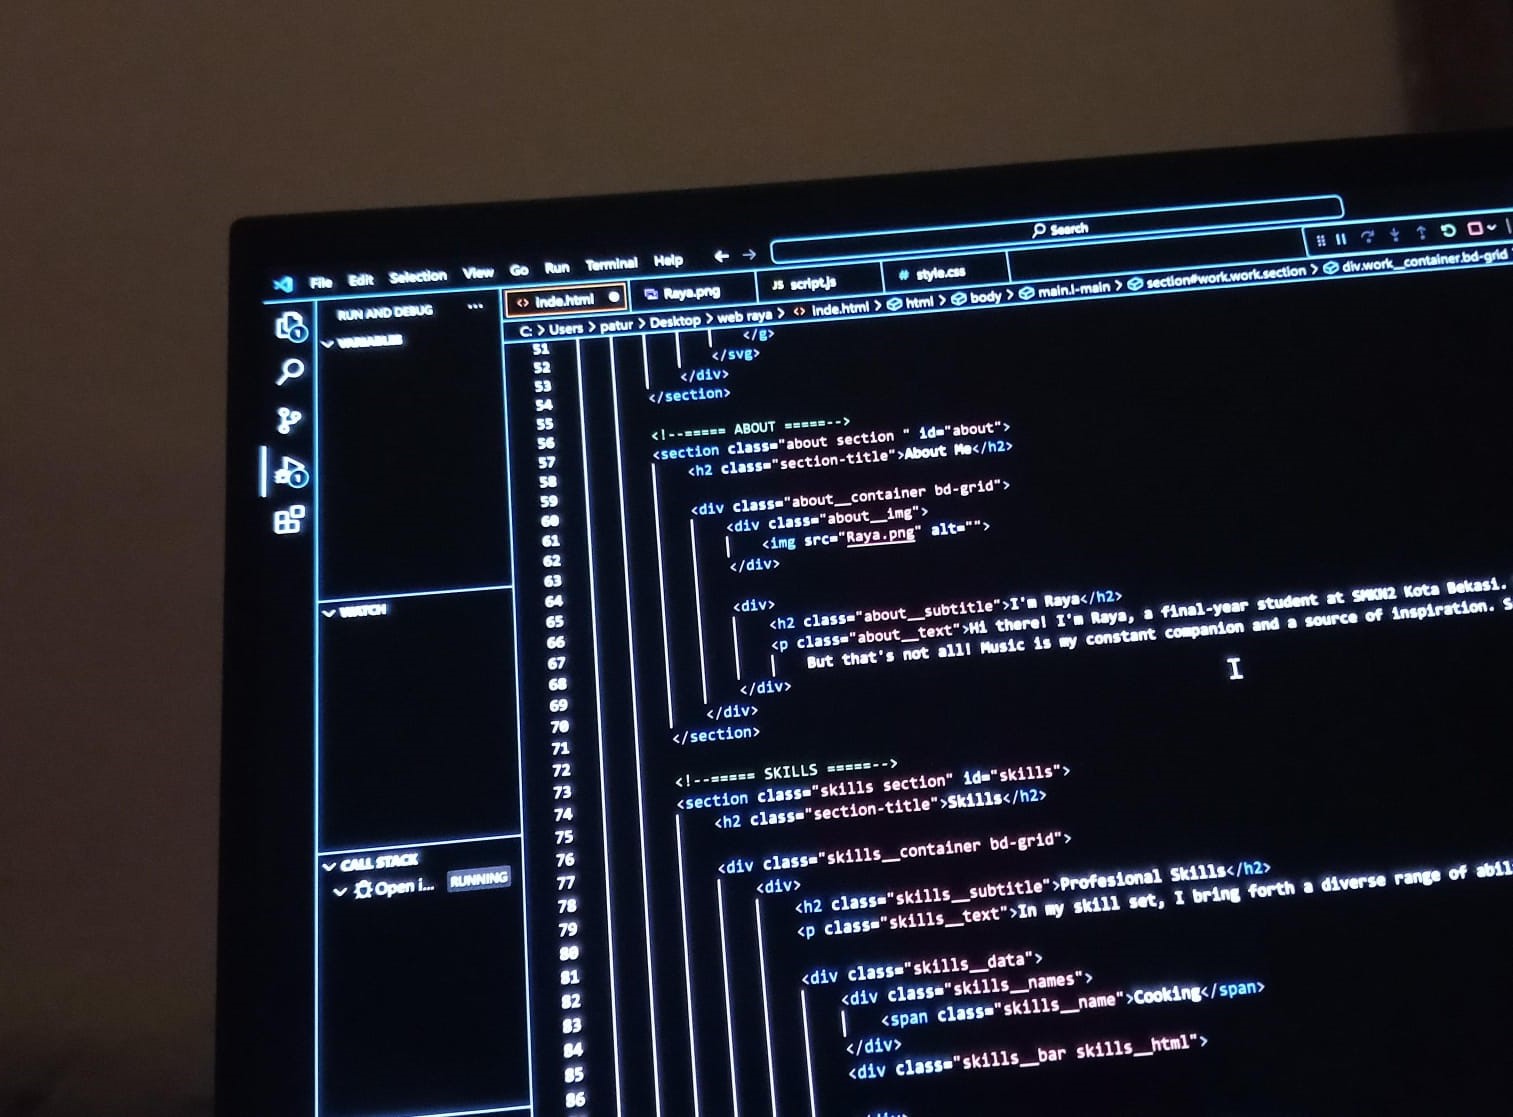 File Edit Selection View Go Run Terminal Help
Search
RUN AND DEBUG
VARIABLES
WATCH
CALL STACK
Open i... RUNNING
inde.html
Raya.png
JS script.js
# style.css
C: > Users > patur > Desktop > web raya > inde.html > html > body > main.l-main > section#work.work.section > div.work__container.bd-grid
51
52
53
54
55
56
57
58
59
60
61
62
63
64
65
66
67
68
69
70
71
72
73
74
75
76
77
78
79
80
81
82
83
84
85
86
</g>
</svg>
</div>
</section>
<!--===== ABOUT =====-->
<section class="about section " id="about">
<h2 class="section-title">About Me</h2>
<div class="about__container bd-grid">
<div class="about__img">
<img src="Raya.png" alt="">
</div>
<div>
<h2 class="about__subtitle">I'm Raya</h2>
<p class="about__text">Hi there! I'm Raya, a final-year student at SMKN2 Kota Bekasi.
But that's not all! Music is my constant companion and a source of inspiration. S
</div>
</div>
</section>
<!--===== SKILLS =====-->
<section class="skills section" id="skills">
<h2 class="section-title">Skills</h2>
<div class="skills__container bd-grid">
<div>
<h2 class="skills__subtitle">Profesional Skills</h2>
<p class="skills__text">In my skill set, I bring forth a diverse range of abil
<div class="skills__data">
<div class="skills__names">
<span class="skills__name">Cooking</span>
</div>
<div class="skills__bar skills__html">